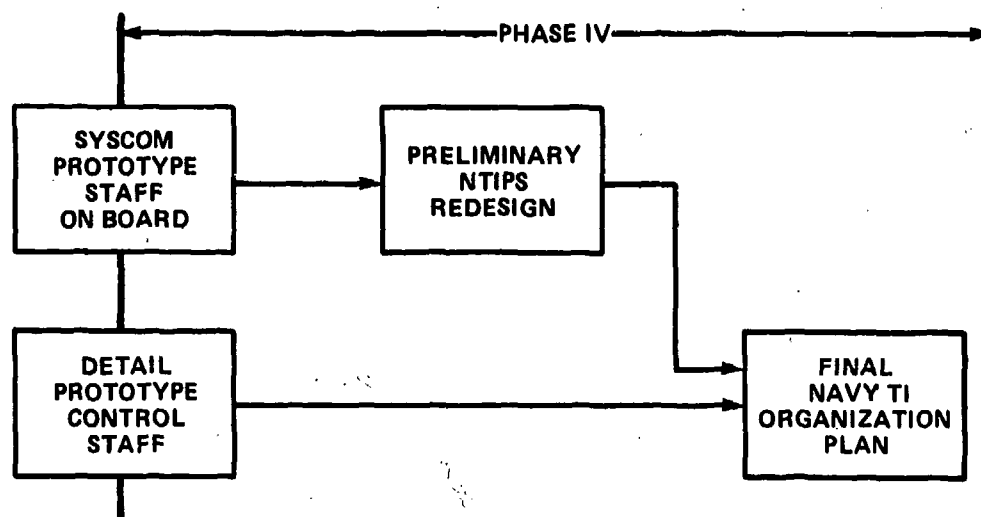 PHASE IV
SYSCOM
PROTOTYPE
STAFF
ON BOARD
PRELIMINARY
NTIPS
REDESIGN
DETAIL
PROTOTYPE
CONTROL
STAFF
FINAL
NAVY TI
ORGANIZATION
PLAN